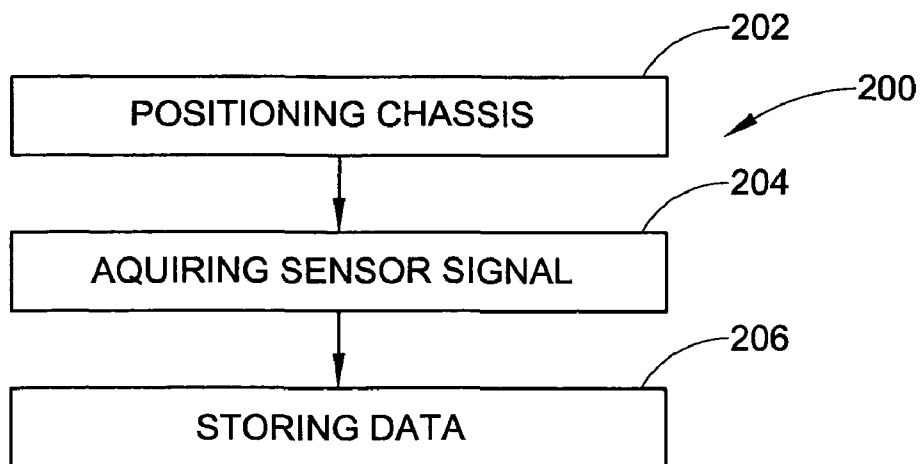 202
POSITIONING CHASSIS
200
204
AQUIRING SENSOR SIGNAL
206
STORING DATA